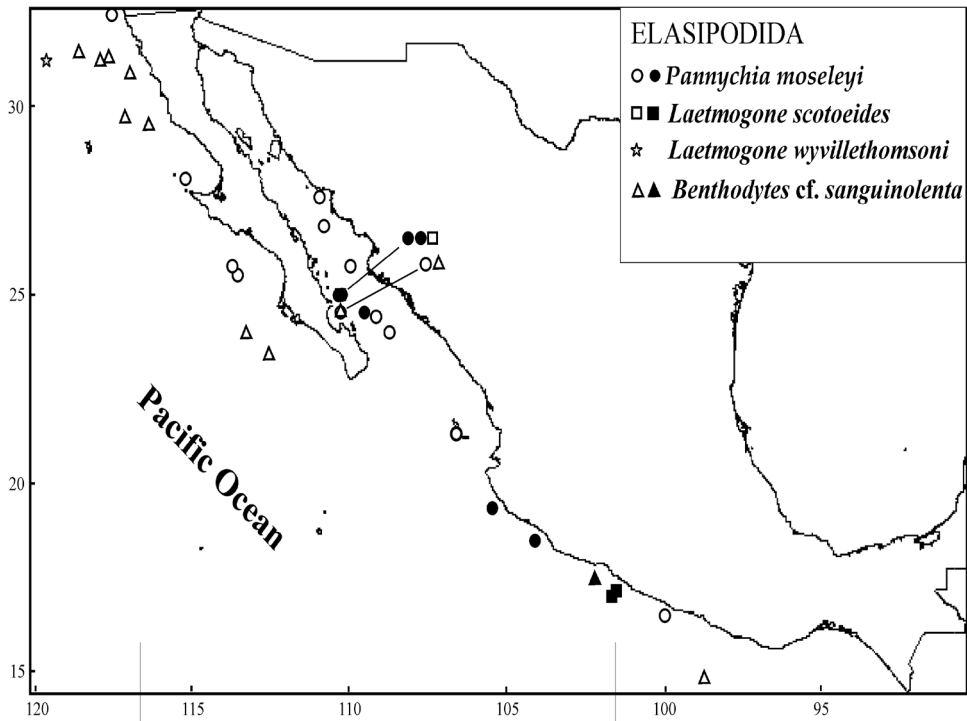 ELASIPODIDA
Pannychia moseleyi
Laetmogone scotoeides
Laetmogone wyvillethomsoni
Benthodytes cf. sanguinolenta
30
25
20
15
Pacific Ocean
120 115 110 105 100 95